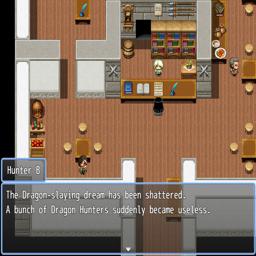 Hunter B
The Dragon-slaying dream has been shattered.
A bunch of Dragon Hunters suddenly became useless.